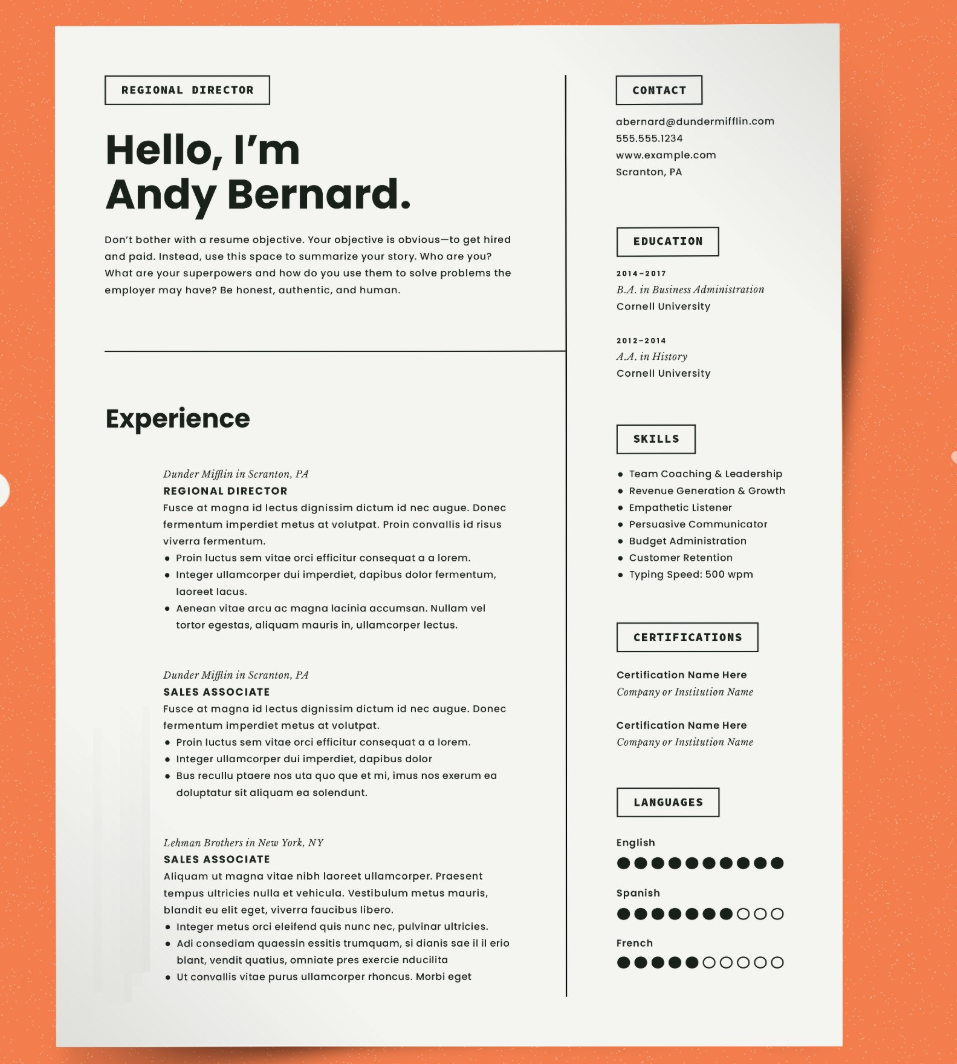 REGIONAL DIRECTOR
Hello, I’m
Andy Bernard.
Don’t bother with a resume objective. Your objective is obvious—to get hired
and paid. Instead, use this space to summarize your story. Who are you?
What are your superpowers and how do you use them to solve problems the
employer may have? Be honest, authentic, and human.
Experience
Dunder Mifflin in Scranton, PA
REGIONAL DIRECTOR
Fusce at magna id lectus dignissim dictum id nec augue. Donec
fermentum imperdiet metus at volutpat. Proin convallis id risus
viverra fermentum.
● Proin luctus sem vitae orci efficitur consequat a a lorem.
● Integer ullamcorper dui imperdiet, dapibus dolor fermentum,
laoreet lacus.
● Aenean vitae arcu ac magna lacinia accumsan. Nullam vel
tortor egestas, aliquam mauris in, ullamcorper lectus.
Dunder Mifflin in Scranton, PA
SALES ASSOCIATE
Fusce at magna id lectus dignissim dictum id nec augue. Donec
fermentum imperdiet metus at volutpat.
● Proin luctus sem vitae orci efficitur consequat a a lorem.
● Integer ullamcorper dui imperdiet, dapibus dolor
● Bus recullu ptaere nos uta quo que et mi, imus nos exerum ea
doluptatur sit aliquam ea solendunt.
Lehman Brothers in New York, NY
SALES ASSOCIATE
Aliquam ut magna vitae nibh laoreet ullamcorper. Praesent
tempus ultricies nulla et vehicula. Vestibulum metus mauris,
blandit eu elit eget, viverra faucibus libero.
● Integer metus orci eleifend quis nunc nec, pulvinar ultricies.
● Adi consediam quaessin essitis trumquam, si dianis sae il il erio
blant, vendit quatius, omniate pres exercie nducilita
● Ut convallis vitae purus ullamcorper rhoncus. Morbi eget
CONTACT
abernard@dundermifflin.com
555.555.1234
www.example.com
Scranton, PA
EDUCATION
2014–2017
B.A. in Business Administration
Cornell University
2012–2014
A.A. in History
Cornell University
SKILLS
● Team Coaching & Leadership
● Revenue Generation & Growth
● Empathetic Listener
● Persuasive Communicator
● Budget Administration
● Customer Retention
● Typing Speed: 500 wpm
CERTIFICATIONS
Certification Name Here
Company or Institution Name
Certification Name Here
Company or Institution Name
LANGUAGES
English
Spanish
French